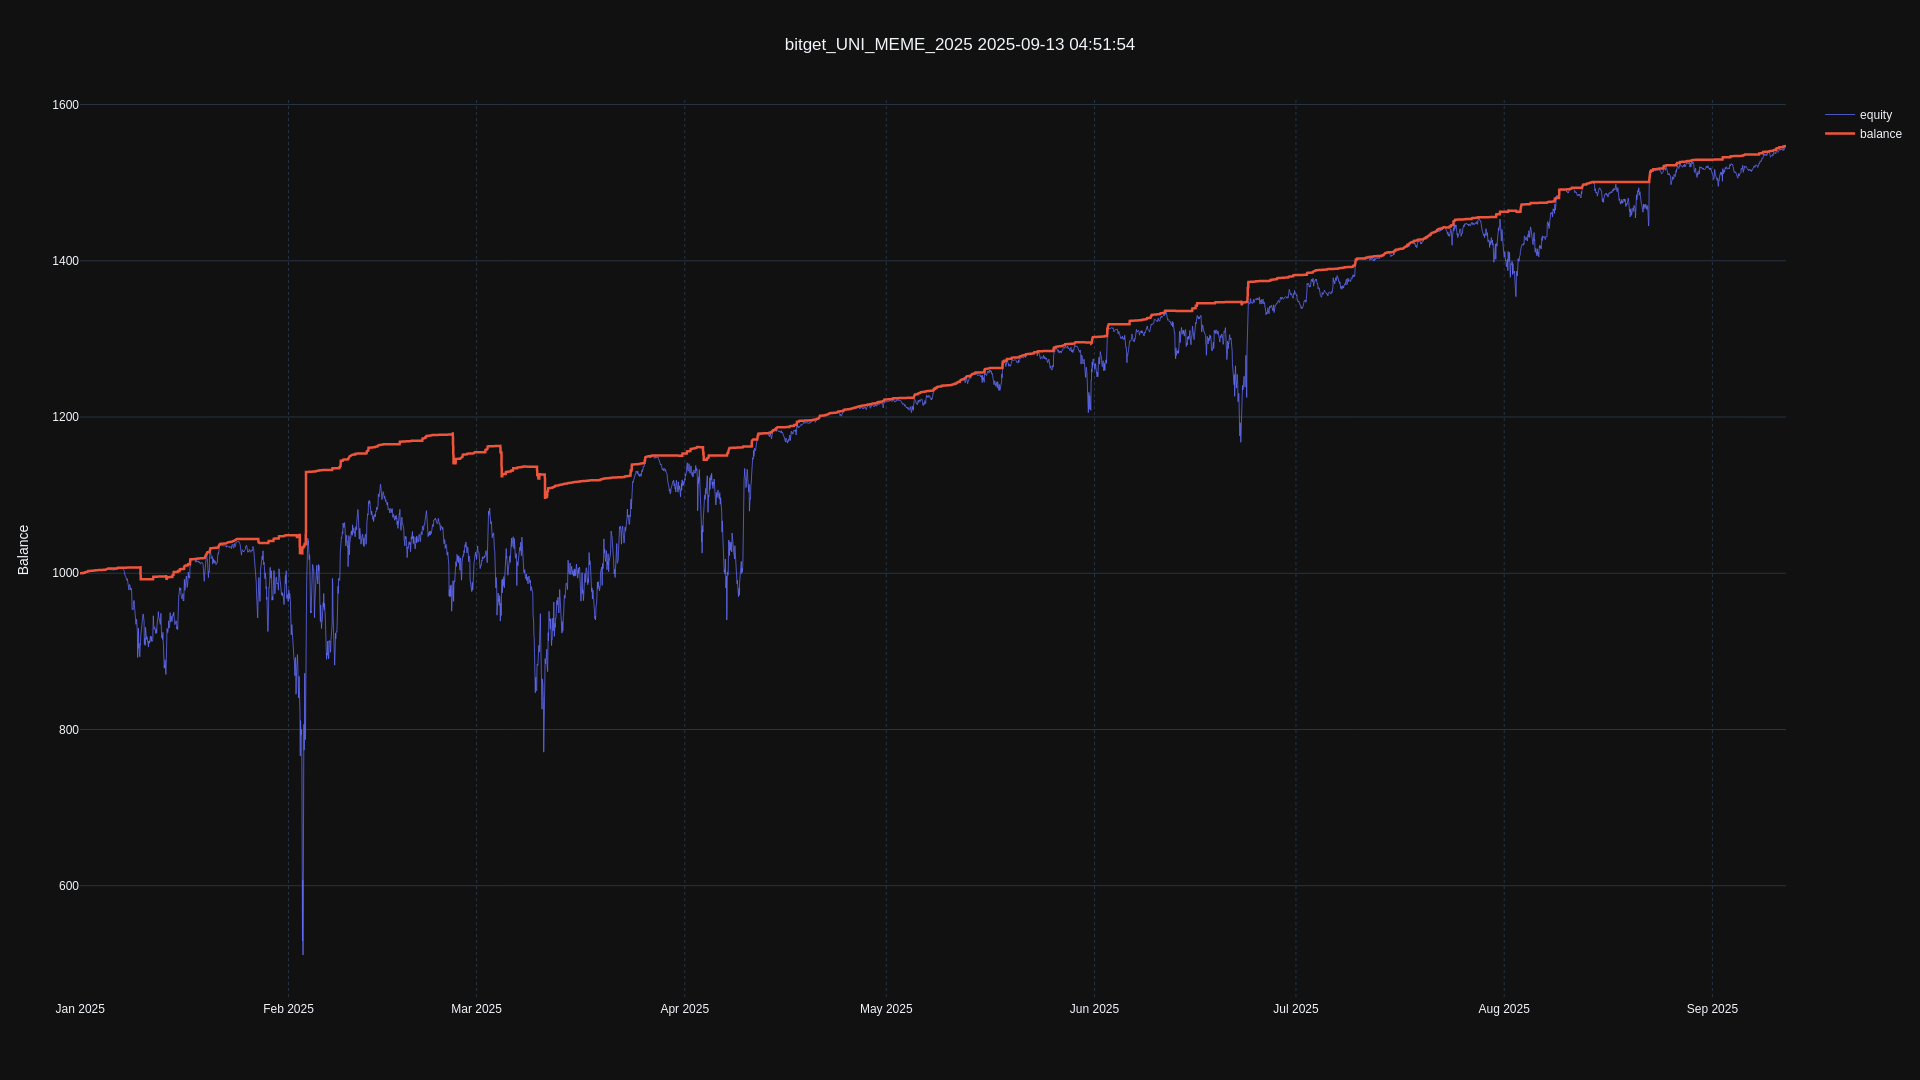 bitget_UNI_MEME_2025 2025-09-13 04:51:54
equity
balance
Balance
1600
1400
1200
1000
800
600
Jan 2025
Feb 2025
Mar 2025
Apr 2025
May 2025
Jun 2025
Jul 2025
Aug 2025
Sep 2025